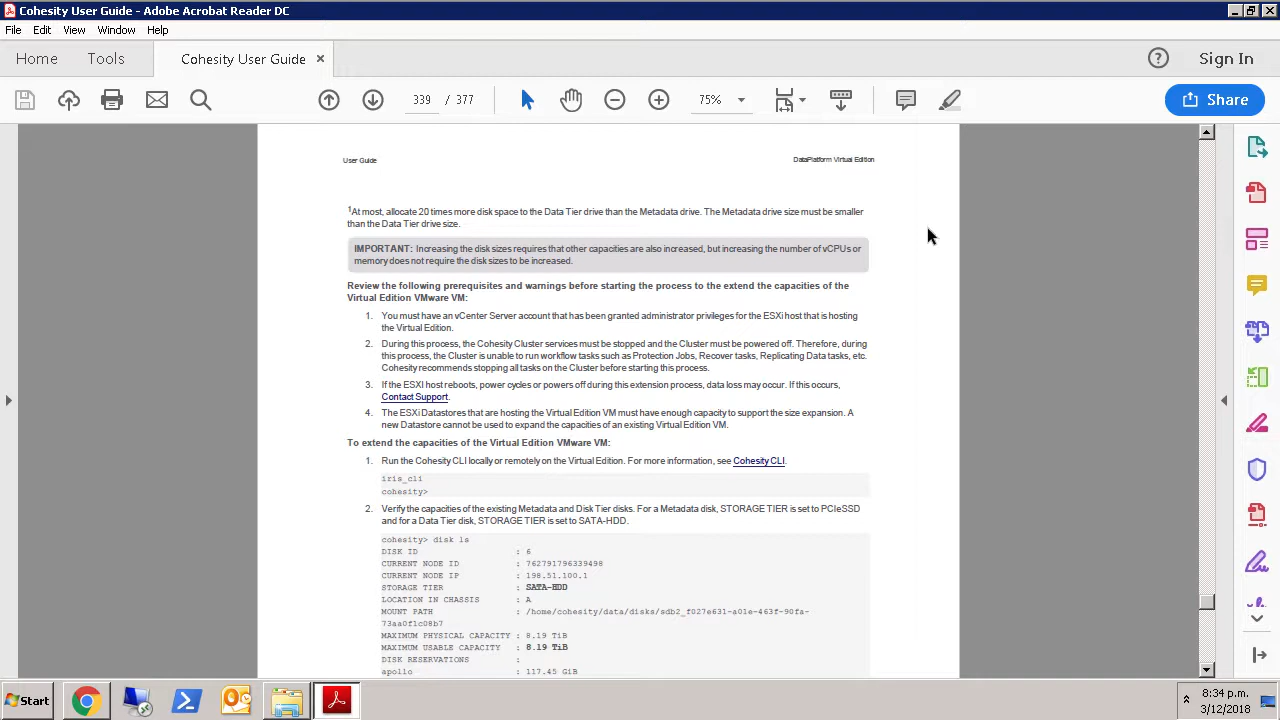 Cohesity User Guide - Adobe Acrobat Reader DC
File Edit View Window Help
Home Tools Cohesity User Guide × Sign In
339 / 377 75% Share
User Guide DataPlatform Virtual Edition
1At most, allocate 20 times more disk space to the Data Tier drive than the Metadata drive. The Metadata drive size must be smaller
than the Data Tier drive size.
IMPORTANT: Increasing the disk sizes requires that other capacities are also increased, but increasing the number of vCPUs or
memory does not require the disk sizes to be increased.
Review the following prerequisites and warnings before starting the process to the extend the capacities of the
Virtual Edition VMware VM:
1. You must have an vCenter Server account that has been granted administrator privileges for the ESXi host that is hosting
the Virtual Edition.
2. During this process, the Cohesity Cluster services must be stopped and the Cluster must be powered off. Therefore, during
this process, the Cluster is unable to run workflow tasks such as Protection Jobs, Recover tasks, Replicating Data tasks, etc.
Cohesity recommends stopping all tasks on the Cluster before starting this process.
3. If the ESXI host reboots, power cycles or powers off during this extension process, data loss may occur. If this occurs,
Contact Support.
4. The ESXi Datastores that are hosting the Virtual Edition VM must have enough capacity to support the size expansion. A
new Datastore cannot be used to expand the capacities of an existing Virtual Edition VM.
To extend the capacities of the Virtual Edition VMware VM:
1. Run the Cohesity CLI locally or remotely on the Virtual Edition. For more information, see Cohesity CLI.
iris_cli
cohesity>
2. Verify the capacities of the existing Metadata and Disk Tier disks. For a Metadata disk, STORAGE TIER is set to PCIeSSD
and for a Data Tier disk, STORAGE TIER is set to SATA-HDD.
cohesity> disk ls
DISK ID : 6
CURRENT NODE ID : 762791796339498
CURRENT NODE IP : 198.51.100.1
STORAGE TIER : SATA-HDD
LOCATION IN CHASSIS : A
MOUNT PATH : /home/cohesity/data/disks/sdb2_f027e631-a01e-463f-90fa-
73aa0f1c08b7
MAXIMUM PHYSICAL CAPACITY : 8.19 TiB
MAXIMUM USABLE CAPACITY : 8.19 TiB
DISK RESERVATIONS :
apollo : 117.45 GiB
Start
8:34 p.m.
3/12/2018